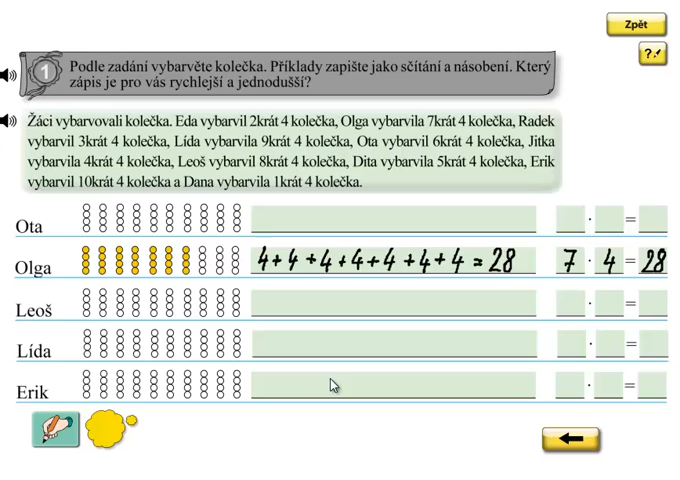 Zpět
?
1
Podle zadání vybarvěte kolečka. Příklady zapište jako sčítání a násobení. Který
zápis je pro vás rychlejší a jednodušší?
Žáci vybarvovali kolečka. Eda vybarvil 2krát 4 kolečka, Olga vybarvila 7krát 4 kolečka, Radek
vybarvil 3krát 4 kolečka, Lída vybarvila 9krát 4 kolečka, Ota vybarvil 6krát 4 kolečka, Jitka
vybarvila 4krát 4 kolečka, Leoš vybarvil 8krát 4 kolečka, Dita vybarvila 5krát 4 kolečka, Erik
vybarvil 10krát 4 kolečka a Dana vybarvila 1krát 4 kolečka.
Ota · =
Olga 4+4+4+4+4+4+4=28 7 · 4 = 28
Leoš · =
Lída · =
Erik · =